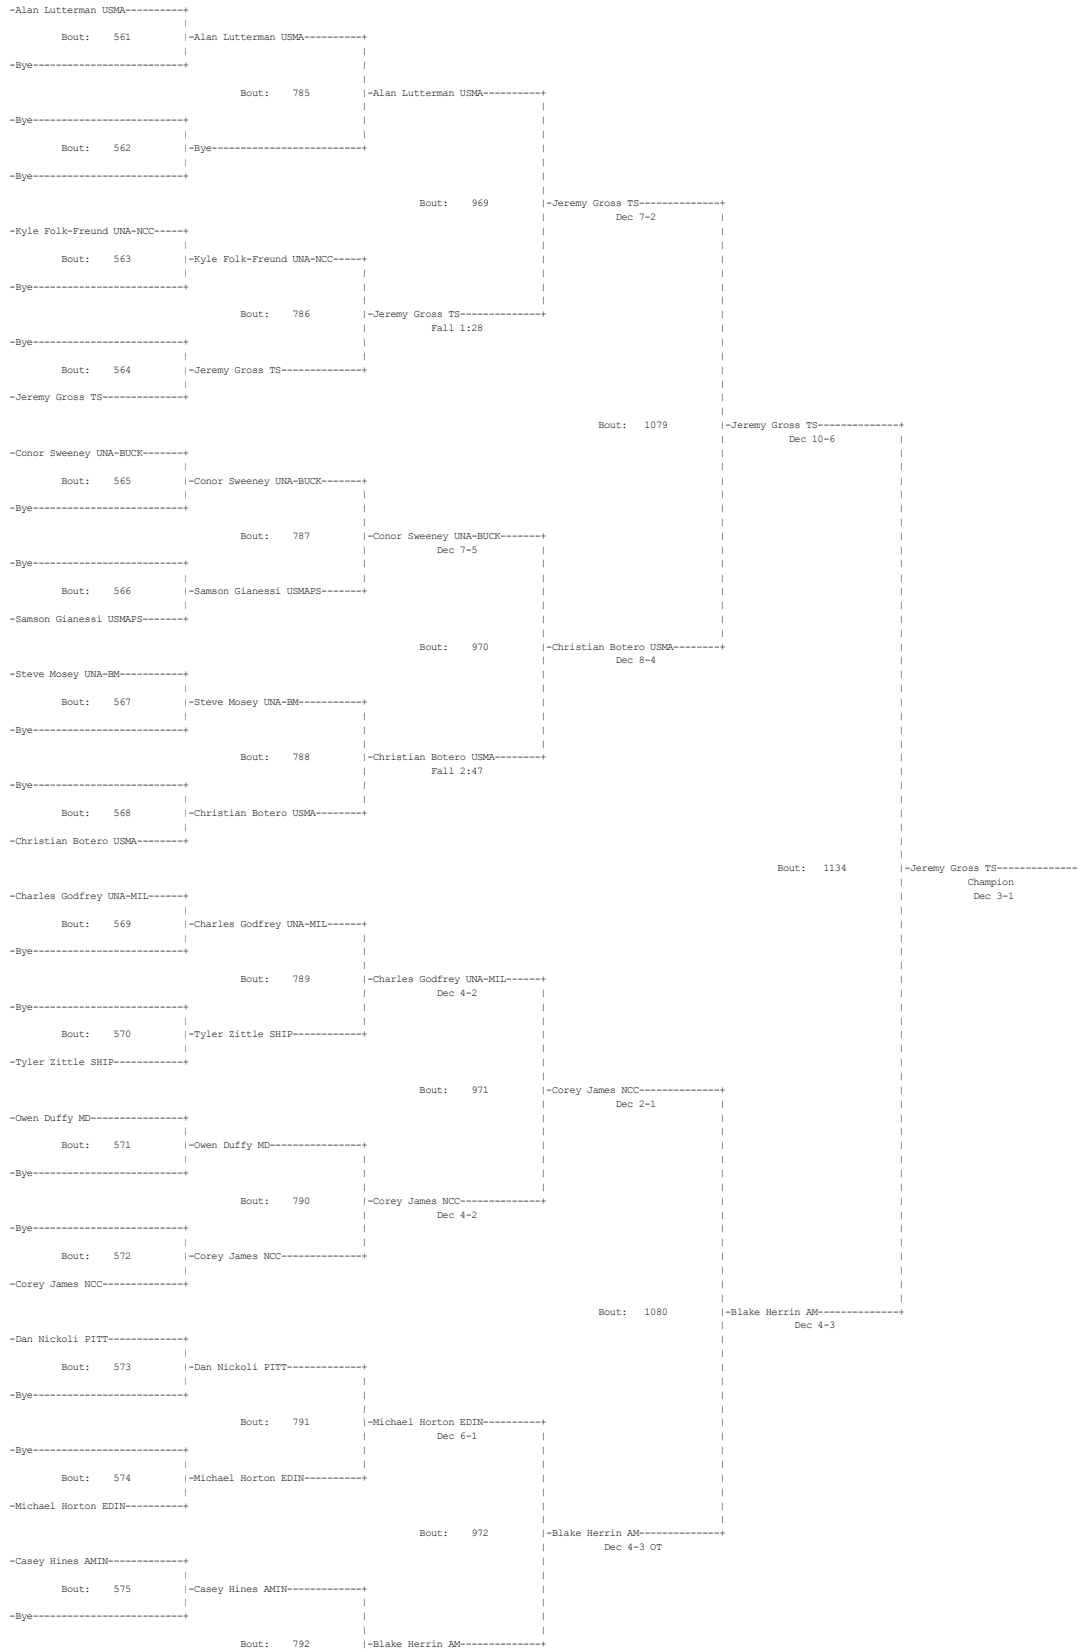 -Alan Lutterman USMA----------+
Bout: 561 |-Alan Lutterman USMA----------+
-Bye--------------------------+
Bout: 785 |-Alan Lutterman USMA----------+
-Bye--------------------------+
Bout: 562 |-Bye--------------------------+
-Bye--------------------------+
Bout: 969 |-Jeremy Gross TS--------------+
Dec 7-2
-Kyle Folk-Freund UNA-NCC-----+
Bout: 563 |-Kyle Folk-Freund UNA-NCC-----+
-Bye--------------------------+
Bout: 786 |-Jeremy Gross TS--------------+
Fall 1:28
-Bye--------------------------+
Bout: 564 |-Jeremy Gross TS--------------+
-Jeremy Gross TS--------------+
Bout: 1079 |-Jeremy Gross TS--------------+
Dec 10-6
-Conor Sweeney UNA-BUCK-------+
Bout: 565 |-Conor Sweeney UNA-BUCK-------+
-Bye--------------------------+
Bout: 787 |-Conor Sweeney UNA-BUCK-------+
Dec 7-5
-Bye--------------------------+
Bout: 566 |-Samson Gianessi USMAPS-------+
-Samson Gianessi USMAPS-------+
Bout: 970 |-Christian Botero USMA--------+
Dec 8-4
-Steve Mosey UNA-BM-----------+
Bout: 567 |-Steve Mosey UNA-BM-----------+
-Bye--------------------------+
Bout: 788 |-Christian Botero USMA--------+
Fall 2:47
-Bye--------------------------+
Bout: 568 |-Christian Botero USMA--------+
-Christian Botero USMA--------+
Bout: 1134 |-Jeremy Gross TS--------------
Champion
-Charles Godfrey UNA-MIL------+ Dec 3-1
Bout: 569 |-Charles Godfrey UNA-MIL------+
-Bye--------------------------+
Bout: 789 |-Charles Godfrey UNA-MIL------+
Dec 4-2
-Bye--------------------------+
Bout: 570 |-Tyler Zittle SHIP------------+
-Tyler Zittle SHIP------------+
Bout: 971 |-Corey James NCC--------------+
Dec 2-1
-Owen Duffy MD----------------+
Bout: 571 |-Owen Duffy MD----------------+
-Bye--------------------------+
Bout: 790 |-Corey James NCC--------------+
Dec 4-2
-Bye--------------------------+
Bout: 572 |-Corey James NCC--------------+
-Corey James NCC--------------+
Bout: 1080 |-Blake Herrin AM--------------+
Dec 4-3
-Dan Nickoli PITT-------------+
Bout: 573 |-Dan Nickoli PITT-------------+
-Bye--------------------------+
Bout: 791 |-Michael Horton EDIN----------+
Dec 6-1
-Bye--------------------------+
Bout: 574 |-Michael Horton EDIN----------+
-Michael Horton EDIN----------+
Bout: 972 |-Blake Herrin AM--------------+
Dec 4-3 OT
-Casey Hines AMIN-------------+
Bout: 575 |-Casey Hines AMIN-------------+
-Bye--------------------------+
Bout: 792 |-Blake Herrin AM--------------+